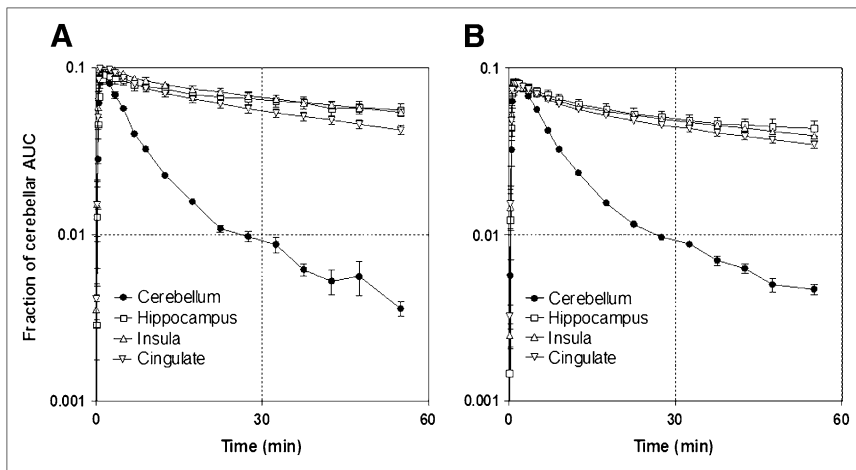 A
Fraction of cerebellar AUC
0.1
0.01
0.001
Cerebellum
Hippocampus
Insula
Cingulate
0
30
60
Time (min)
B
0.1
0.01
0.001
Cerebellum
Hippocampus
Insula
Cingulate
0
30
60
Time (min)